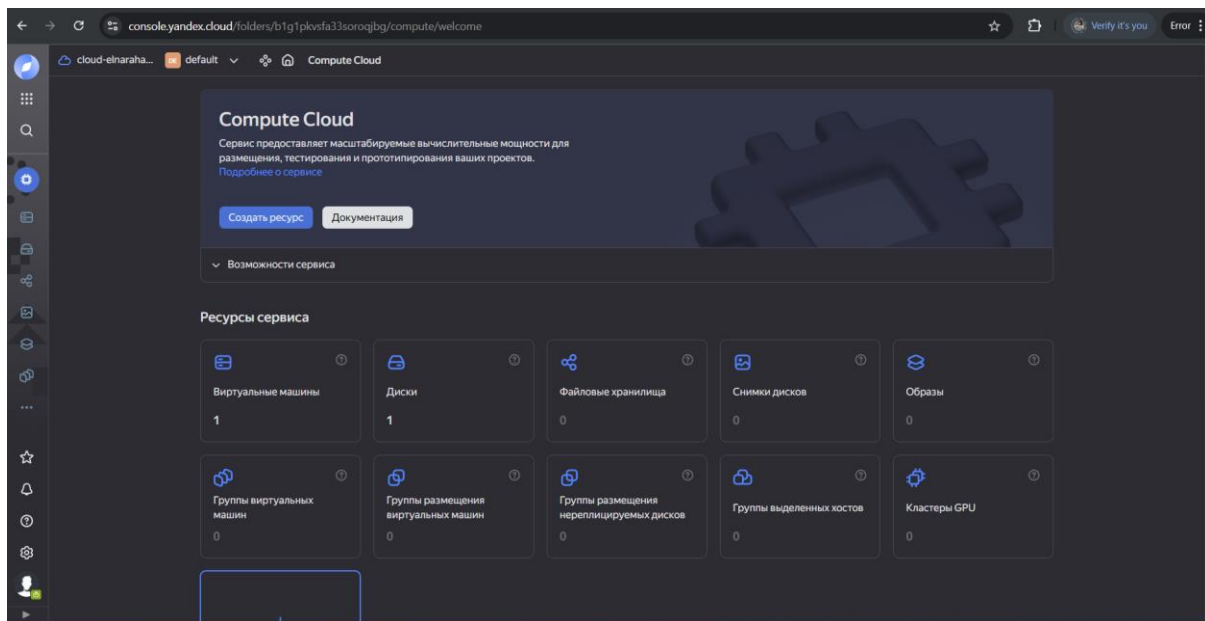 console.yandex.cloud/folders/b1g1pkvsfa33soroqjbg/compute/welcome
Verify it's you
Error
cloud-elnaraha...
DE
default
Compute Cloud
Compute Cloud
Сервис предоставляет масштабируемые вычислительные мощности для
размещения, тестирования и прототипирования ваших проектов.
Подробнее о сервисе
Создать ресурс
Документация
Возможности сервиса
Ресурсы сервиса
Виртуальные машины
1
Диски
1
Файловые хранилища
0
Снимки дисков
0
Образы
0
Группы виртуальных
машин
0
Группы размещения
виртуальных машин
0
Группы размещения
нереплицируемых дисков
0
Группы выделенных хостов
0
Кластеры GPU
0